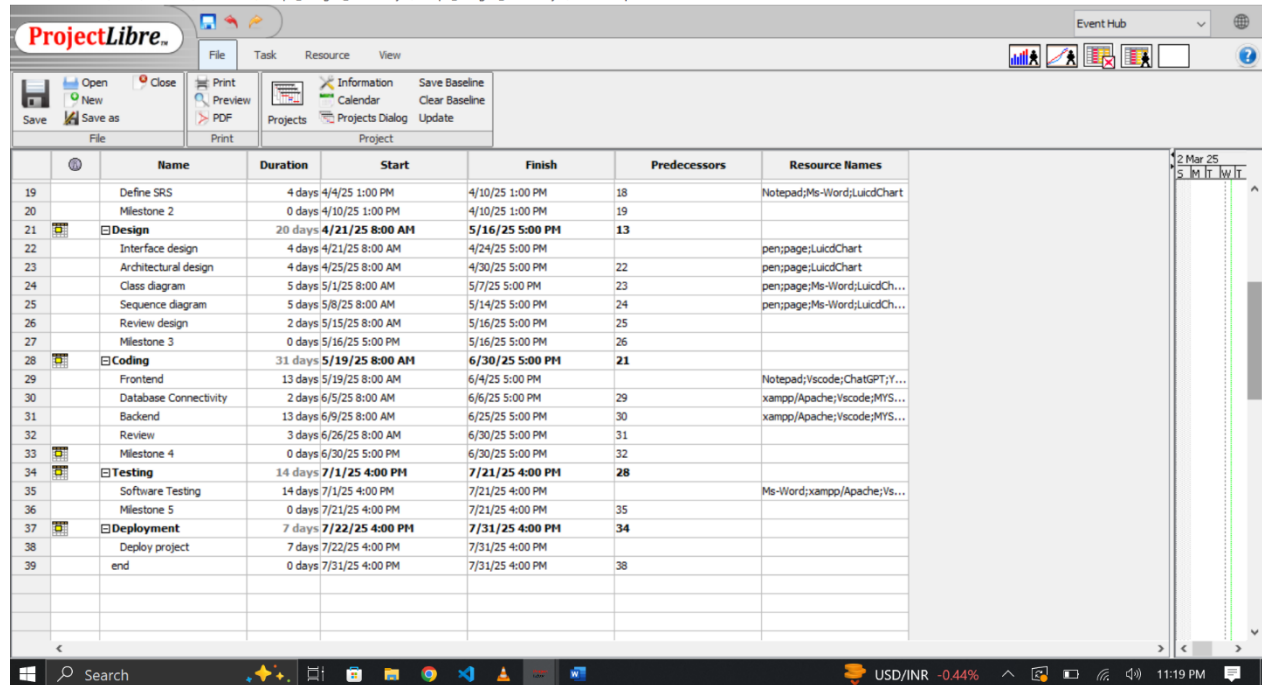 ProjectLibre TM
Event Hub
File Task Resource View
Save
Open
New
Save as
Close
File
Print
Preview
PDF
Print
Projects
Information
Calendar
Projects Dialog
Save Baseline
Clear Baseline
Update
Project
Name Duration Start Finish Predecessors Resource Names
2 Mar 25
S M T W T
19 Define SRS 4 days 4/4/25 1:00 PM 4/10/25 1:00 PM 18 Notepad;Ms-Word;LuicdChart
20 Milestone 2 0 days 4/10/25 1:00 PM 4/10/25 1:00 PM 19
21 Design 20 days 4/21/25 8:00 AM 5/16/25 5:00 PM 13
22 Interface design 4 days 4/21/25 8:00 AM 4/24/25 5:00 PM pen;page;LuicdChart
23 Architectural design 4 days 4/25/25 8:00 AM 4/30/25 5:00 PM 22 pen;page;LuicdChart
24 Class diagram 5 days 5/1/25 8:00 AM 5/7/25 5:00 PM 23 pen;page;Ms-Word;LuicdCh...
25 Sequence diagram 5 days 5/8/25 8:00 AM 5/14/25 5:00 PM 24 pen;page;Ms-Word;LuicdCh...
26 Review design 2 days 5/15/25 8:00 AM 5/16/25 5:00 PM 25
27 Milestone 3 0 days 5/16/25 5:00 PM 5/16/25 5:00 PM 26
28 Coding 31 days 5/19/25 8:00 AM 6/30/25 5:00 PM 21
29 Frontend 13 days 5/19/25 8:00 AM 6/4/25 5:00 PM Notepad;Vscode;ChatGPT;Y...
30 Database Connectivity 2 days 6/5/25 8:00 AM 6/6/25 5:00 PM 29 xampp/Apache;Vscode;MYS...
31 Backend 13 days 6/9/25 8:00 AM 6/25/25 5:00 PM 30 xampp/Apache;Vscode;MYS...
32 Review 3 days 6/26/25 8:00 AM 6/30/25 5:00 PM 31
33 Milestone 4 0 days 6/30/25 5:00 PM 6/30/25 5:00 PM 32
34 Testing 14 days 7/1/25 4:00 PM 7/21/25 4:00 PM 28
35 Software Testing 14 days 7/1/25 4:00 PM 7/21/25 4:00 PM Ms-Word;xampp/Apache;Vs...
36 Milestone 5 0 days 7/21/25 4:00 PM 7/21/25 4:00 PM 35
37 Deployment 7 days 7/22/25 4:00 PM 7/31/25 4:00 PM 34
38 Deploy project 7 days 7/22/25 4:00 PM 7/31/25 4:00 PM
39 end 0 days 7/31/25 4:00 PM 7/31/25 4:00 PM 38
Search
USD/INR -0.44%
11:19 PM